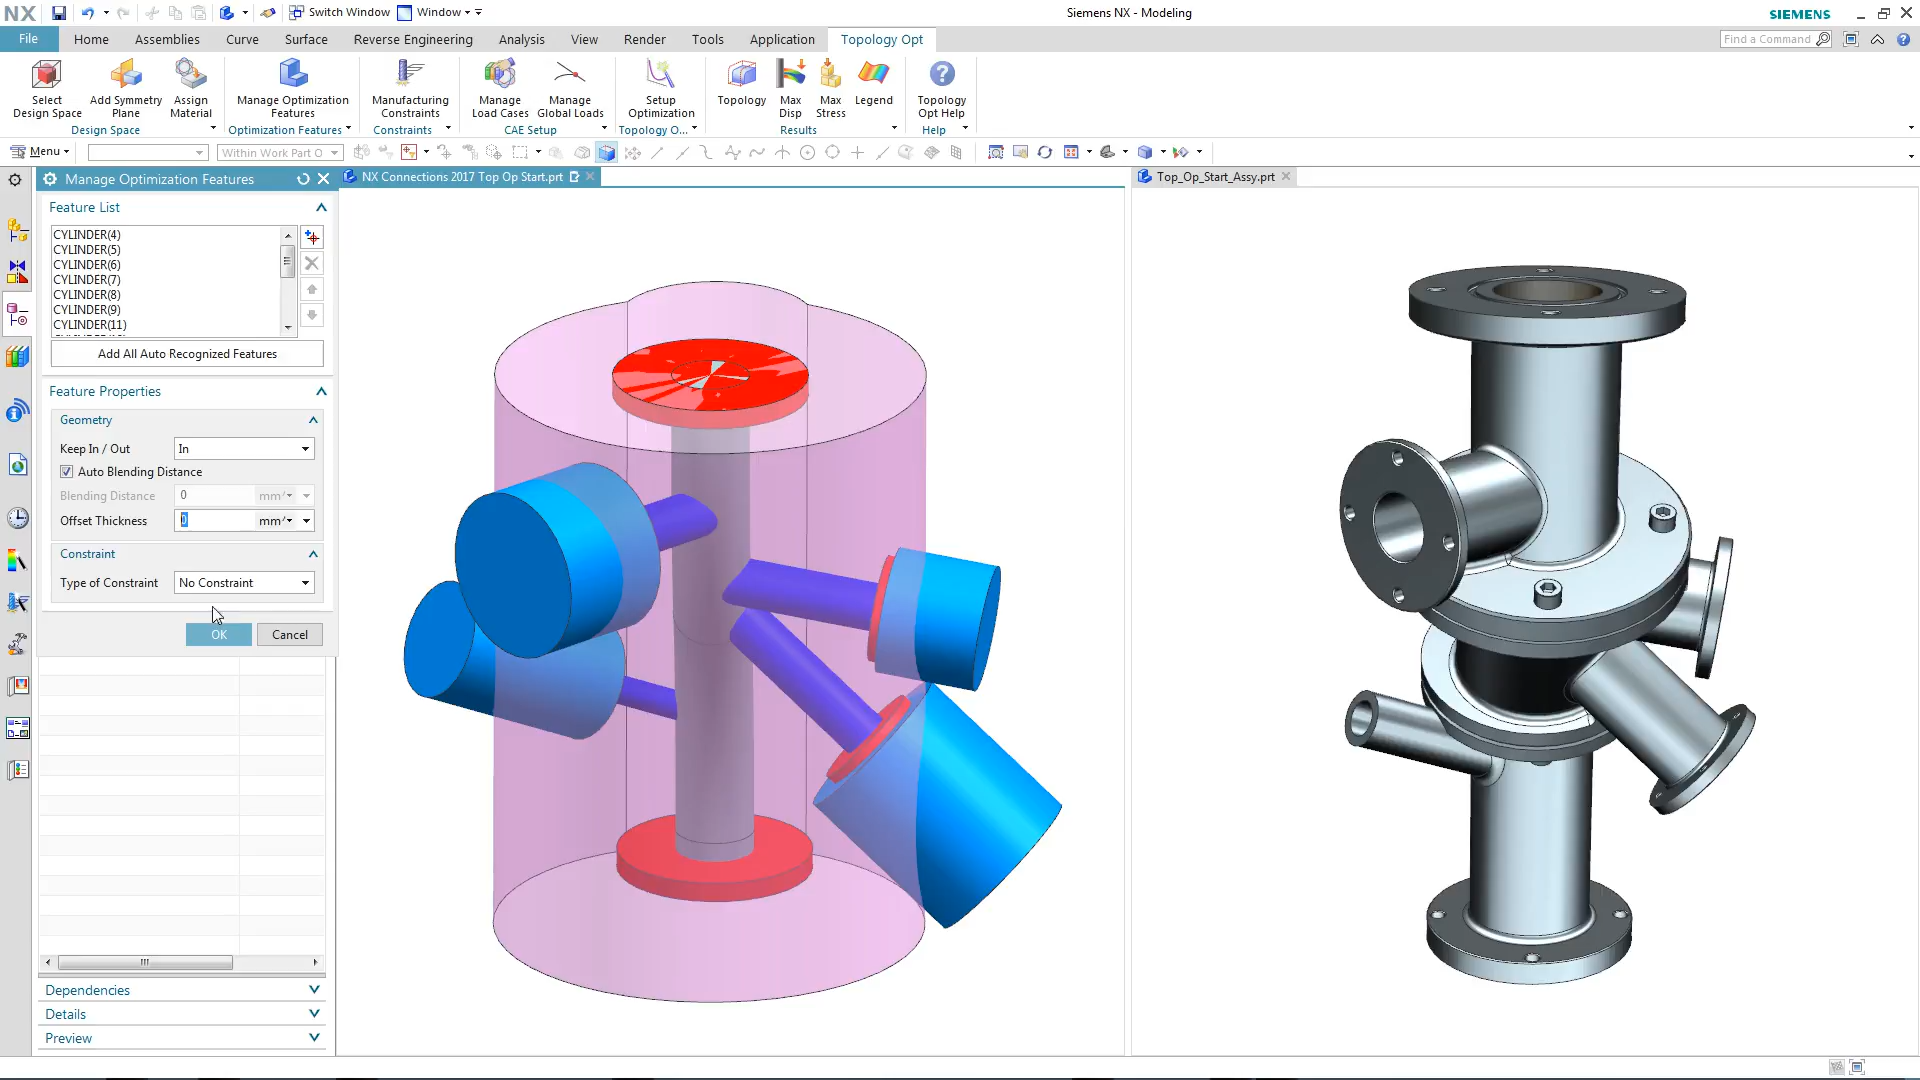 NX
Switch Window
Window
Siemens NX - Modeling
SIEMENS
File
Home
Assemblies
Curve
Surface
Reverse Engineering
Analysis
View
Render
Tools
Application
Topology Opt
Find a Command
Select
Design Space
Add Symmetry
Plane
Assign
Material
Manage Optimization
Features
Manufacturing
Constraints
Manage
Load Cases
Manage
Global Loads
Setup
Optimization
Topology
Max
Disp
Max
Stress
Legend
Topology
Opt Help
Design Space
Optimization Features
Constraints
CAE Setup
Topology O...
Results
Help
Menu
Within Work Part O
Manage Optimization Features
NX Connections 2017 Top Op Start.prt
Top_Op_Start_Assy.prt
Feature List
CYLINDER(4)
CYLINDER(5)
CYLINDER(6)
CYLINDER(7)
CYLINDER(8)
CYLINDER(9)
CYLINDER(11)
Add All Auto Recognized Features
Feature Properties
Geometry
Keep In / Out
In
Auto Blending Distance
Blending Distance
0
mm
Offset Thickness
0
mm
Constraint
Type of Constraint
No Constraint
OK
Cancel
Dependencies
Details
Preview